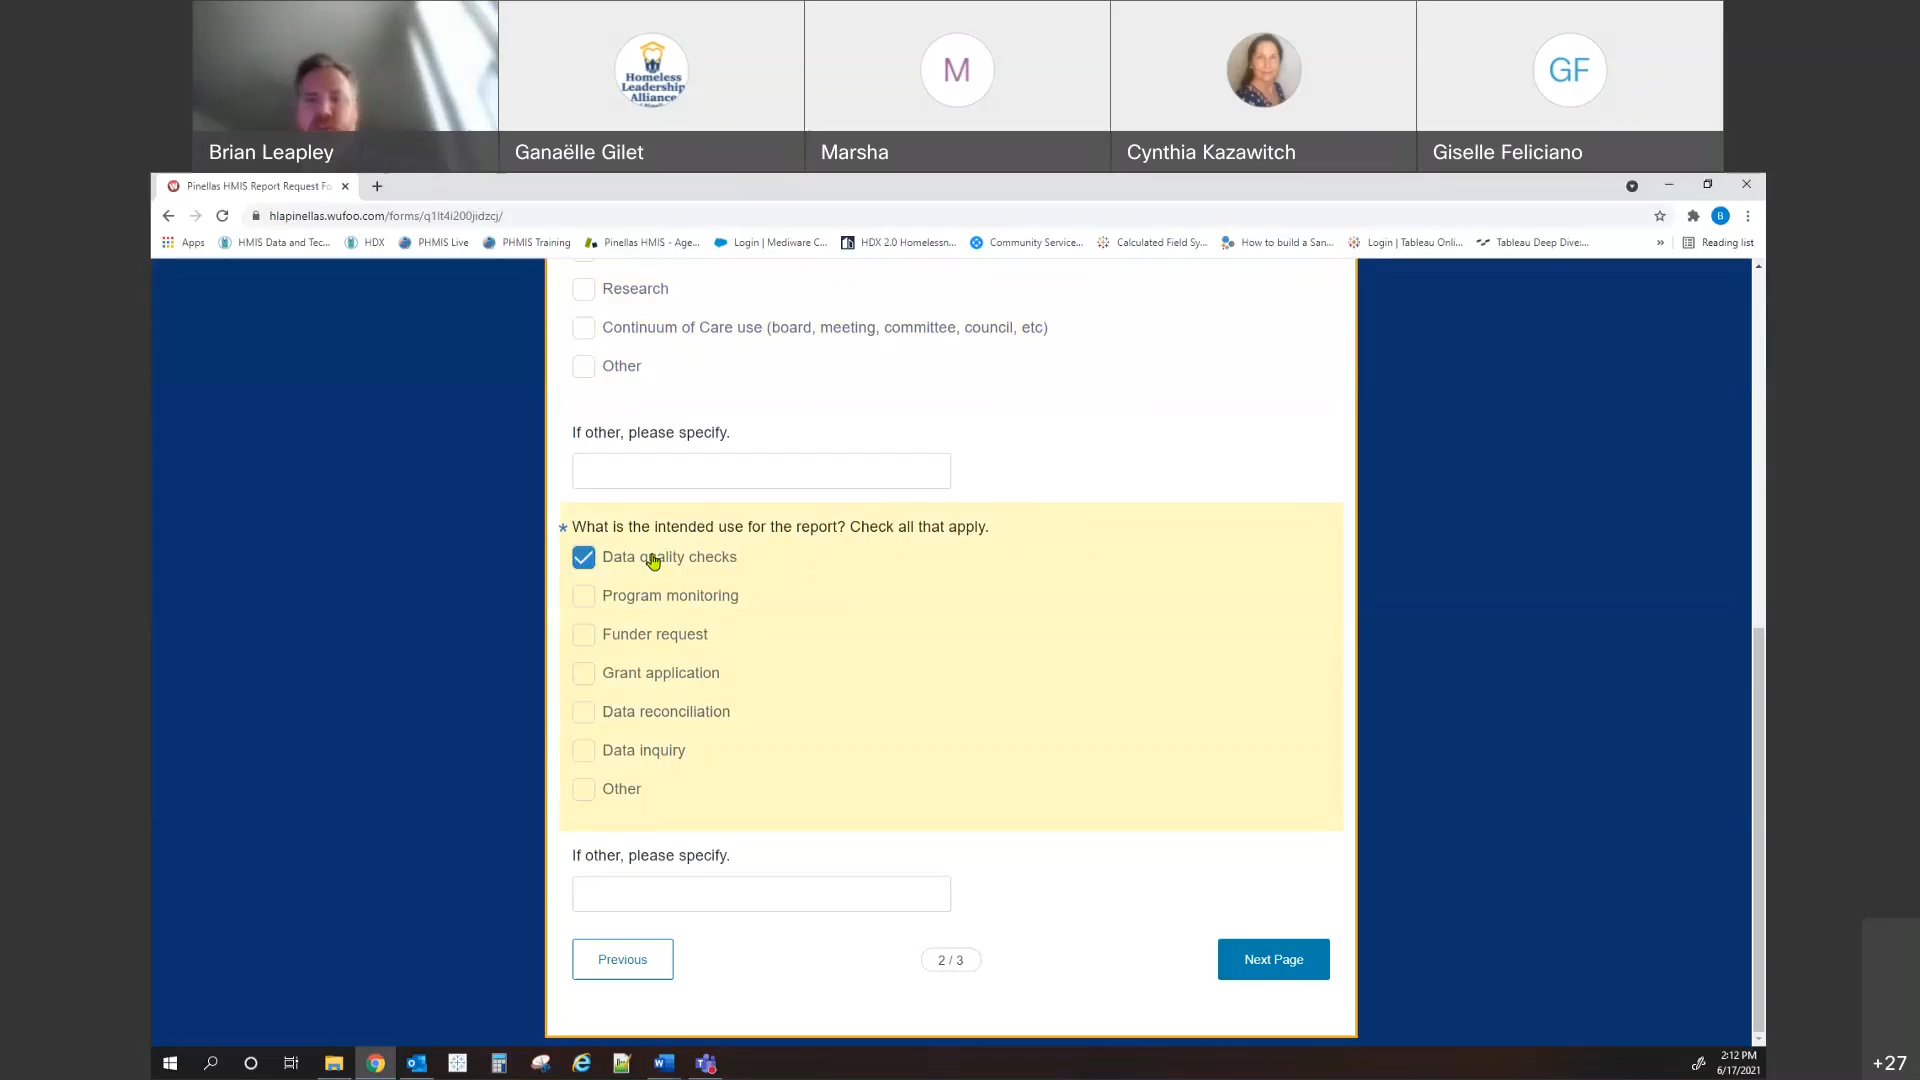 Homeless
Leadership
Alliance
M
GF
Brian Leapley
Ganaëlle Gilet
Marsha
Cynthia Kazawitch
Giselle Feliciano
Pinellas HMIS Report Request Fo
hlapinellas.wufoo.com/forms/q1lt4i200jidzcj/
B
Apps
HMIS Data and Tec...
HDX
PHMIS Live
PHMIS Training
Pinellas HMIS - Age...
Login | Mediware C...
HDX 2.0 Homelessn...
Community Service...
Calculated Field Sy...
How to build a San...
Login | Tableau Onli...
Tableau Deep Dive:...
»
Reading list
Research
Continuum of Care use (board, meeting, committee, council, etc)
Other
If other, please specify.
* What is the intended use for the report? Check all that apply.
Data quality checks
Program monitoring
Funder request
Grant application
Data reconciliation
Data inquiry
Other
If other, please specify.
Previous
2 / 3
Next Page
2:12 PM
6/17/2021
+27